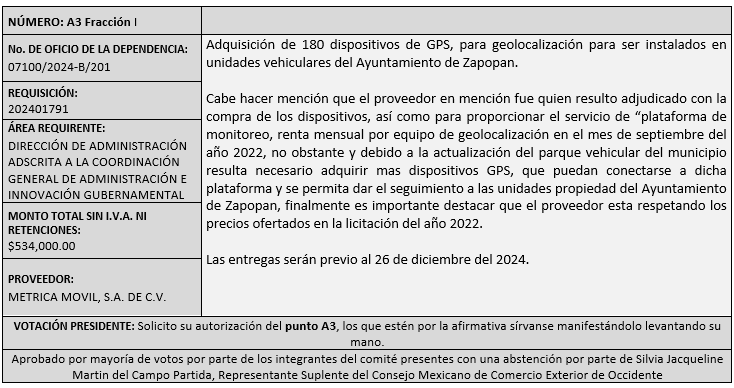 NÚMERO: A3 Fracción I
No. DE OFICIO DE LA DEPENDENCIA:
07100/2024-B/201
REQUISICIÓN:
202401791
ÁREA REQUIRENTE:
DIRECCIÓN DE ADMINISTRACIÓN
ADSCRITA A LA COORDINACIÓN
GENERAL DE ADMINISTRACIÓN E
INNOVACIÓN GUBERNAMENTAL
MONTO TOTAL SIN I.V.A. NI
RETENCIONES:
$534,000.00
PROVEEDOR:
METRICA MOVIL, S.A. DE C.V.
Adquisición de 180 dispositivos de GPS, para geolocalización para ser instalados en
unidades vehiculares del Ayuntamiento de Zapopan.
Cabe hacer mención que el proveedor en mención fue quien resulto adjudicado con la
compra de los dispositivos, así como para proporcionar el servicio de “plataforma de
monitoreo, renta mensual por equipo de geolocalización en el mes de septiembre del
año 2022, no obstante y debido a la actualización del parque vehicular del municipio
resulta necesario adquirir mas dispositivos GPS, que puedan conectarse a dicha
plataforma y se permita dar el seguimiento a las unidades propiedad del Ayuntamiento
de Zapopan, finalmente es importante destacar que el proveedor esta respetando los
precios ofertados en la licitación del año 2022.
Las entregas serán previo al 26 de diciembre del 2024.
VOTACIÓN PRESIDENTE: Solicito su autorización del punto A3, los que estén por la afirmativa sírvanse manifestándolo levantando su
mano.
Aprobado por mayoría de votos por parte de los integrantes del comité presentes con una abstención por parte de Silvia Jacqueline
Martin del Campo Partida, Representante Suplente del Consejo Mexicano de Comercio Exterior de Occidente